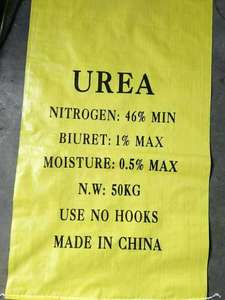 UREA
NITROGEN: 46% MIN
BIURET: 1% MAX
MOISTURE: 0.5% MAX
N.W: 50KG
USE NO HOOKS
MADE IN CHINA